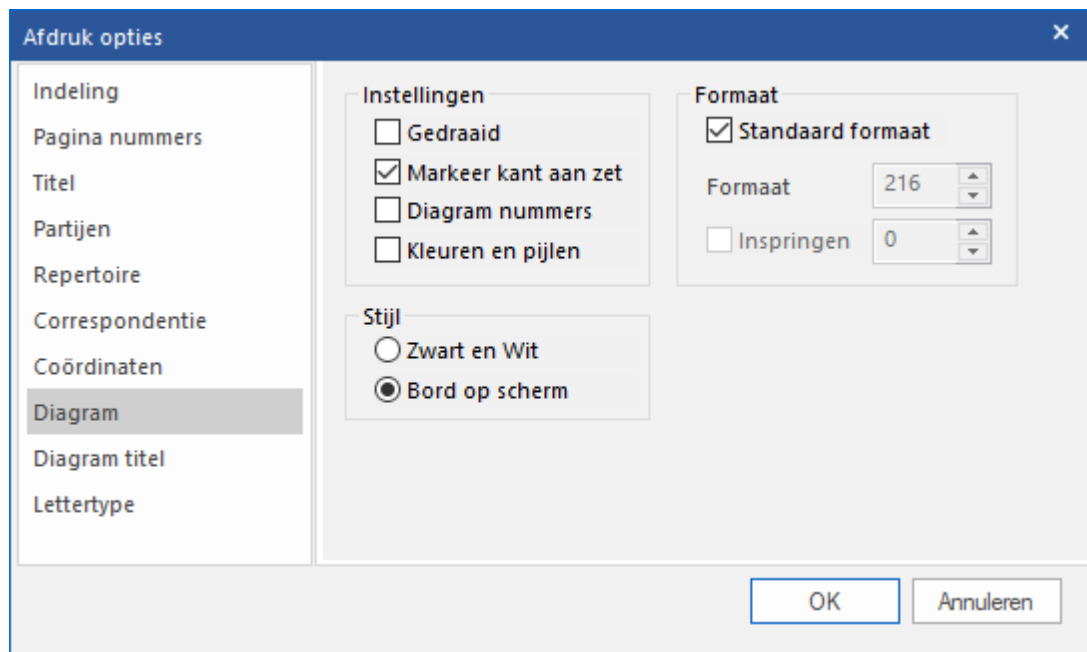 Afdruk opties
Indeling
Pagina nummers
Titel
Partijen
Repertoire
Correspondentie
Coördinaten
Diagram
Diagram titel
Lettertype
Instellingen
Gedraaid
Markeer kant aan zet
Diagram nummers
Kleuren en pijlen
Stijl
Zwart en Wit
Bord op scherm
Formaat
Standaard formaat
Formaat 216
Inspringen 0
OK Annuleren